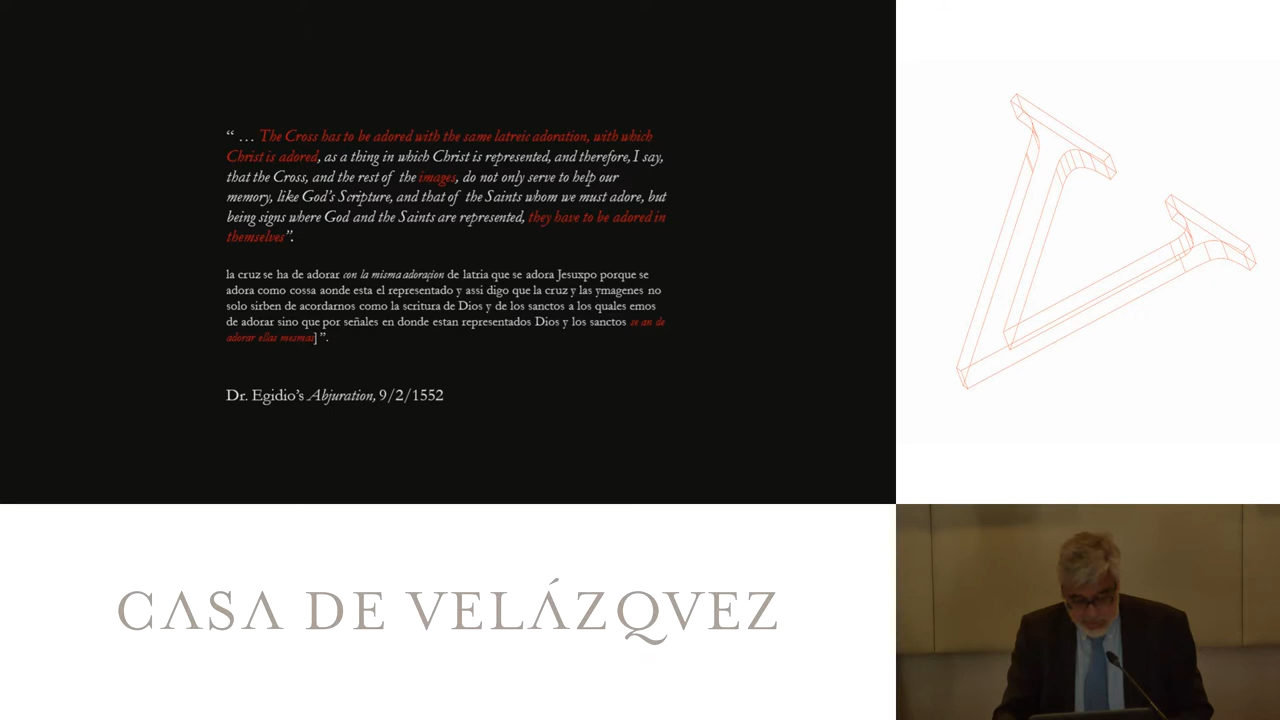 “ … The Cross has to be adored with the same latreic adoration, with which
Christ is adored, as a thing in which Christ is represented, and therefore, I say,
that the Cross, and the rest of the images, do not only serve to help our
memory, like God’s Scripture, and that of the Saints whom we must adore, but
being signs where God and the Saints are represented, they have to be adored in
themselves”.
la cruz se ha de adorar con la misma adoraçion de latria que se adora Jesuxpo porque se
adora como cossa aonde esta el representado y assi digo que la cruz y las ymagenes no
solo sirben de acordarnos como la scritura de Dios y de los sanctos a los quales emos
de adorar sino que por señales en donde estan representados Dios y los sanctos se an de
adorar ellas mesmas] ”.
Dr. Egidio’s Abjuration, 9/2/1552
CASA DE VELÁZQVEZ